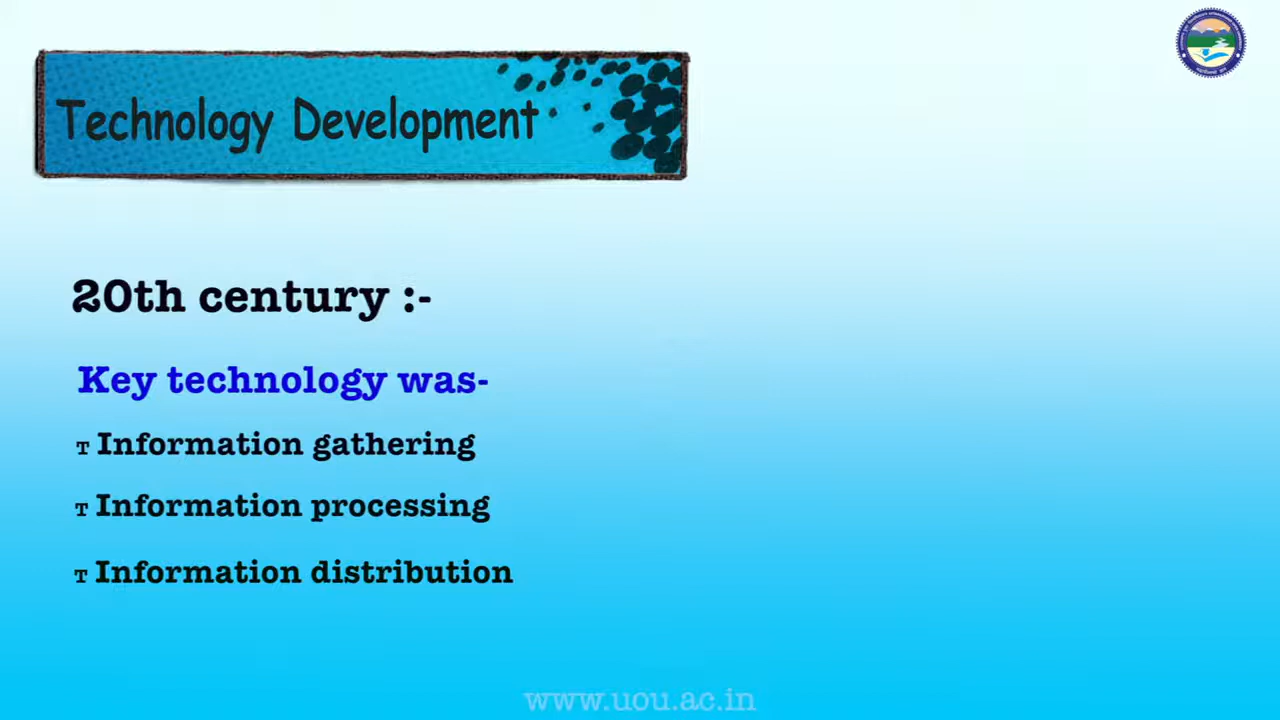 Technology Development
20th century :-
Key technology was-
T Information gathering
T Information processing
T Information distribution
www.uou.ac.in